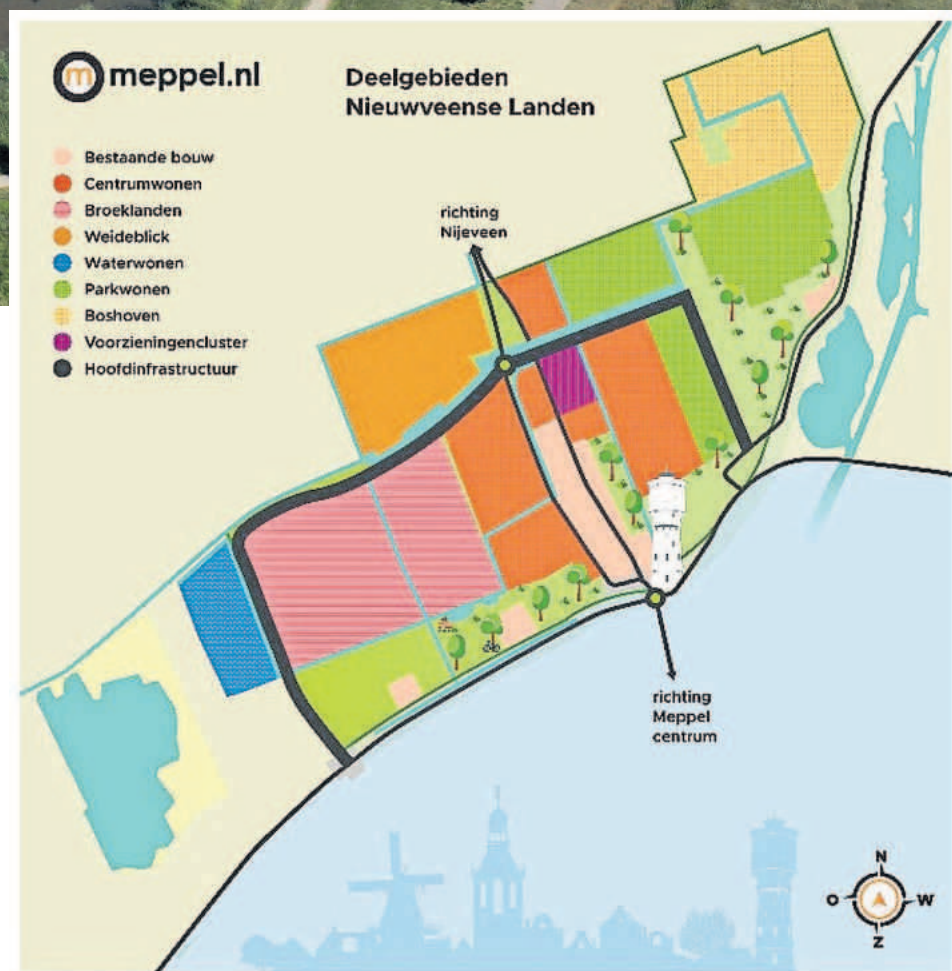 meppel.nl
Deelgebieden
Nieuwveense Landen
Bestaande bouw
Centrumwonen
Broeklanden
Weideblick
Waterwonen
Parkwonen
Boshoven
Voorzieningencluster
Hoofdinfrastructuur
richting
Nijeveen
richting
Meppel
centrum
N
O
W
Z